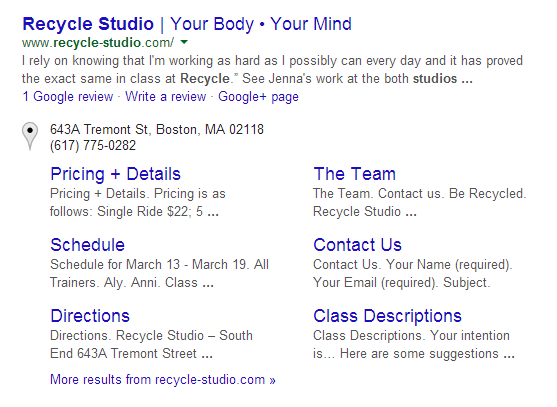 Recycle Studio | Your Body • Your Mind
www.recycle-studio.com/
I rely on knowing that I'm working as hard as I possibly can every day and it has proved
the exact same in class at Recycle.” See Jenna's work at the both studios ...
1 Google review · Write a review · Google+ page
643A Tremont St, Boston, MA 02118
(617) 775-0282
Pricing + Details
Pricing + Details. Pricing is as
follows: Single Ride $22; 5 ...
The Team
The Team. Contact us. Be Recycled.
Recycle Studio ...
Schedule
Schedule for March 13 - March 19. All
Trainers. Aly. Anni. Class ...
Contact Us
Contact Us. Your Name (required).
Your Email (required). Subject.
Directions
Directions. Recycle Studio – South
End 643A Tremont Street ...
Class Descriptions
Class Descriptions. Your intention
is… Here are some suggestions ...
More results from recycle-studio.com »